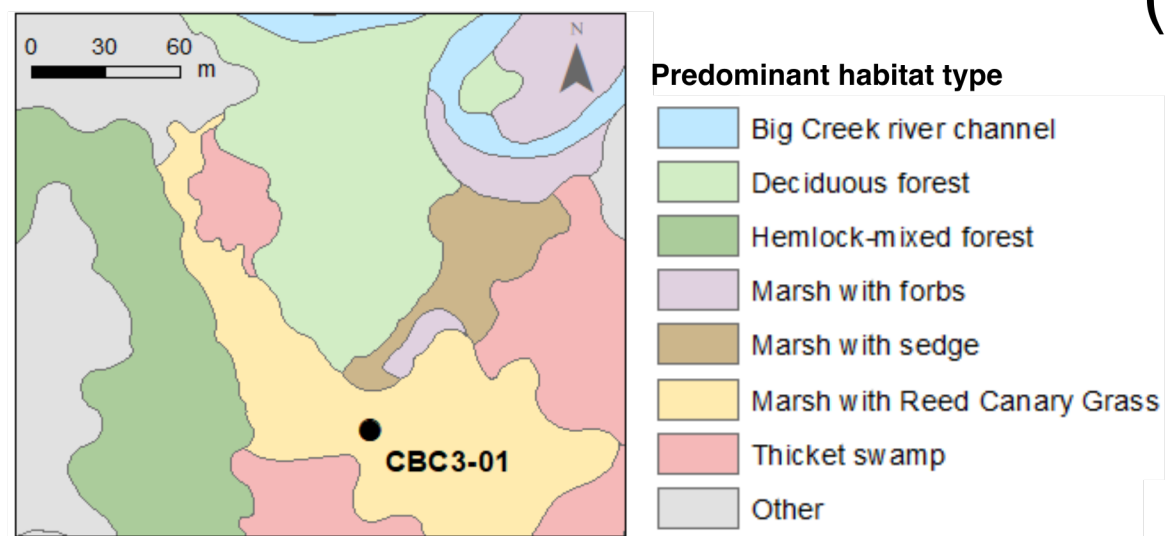 (
0 30 60
m
N
CBC3-01
Predominant habitat type
Big Creek river channel
Deciduous forest
Hemlock-mixed forest
Marsh with forbs
Marsh with sedge
Marsh with Reed Canary Grass
Thicket swamp
Other